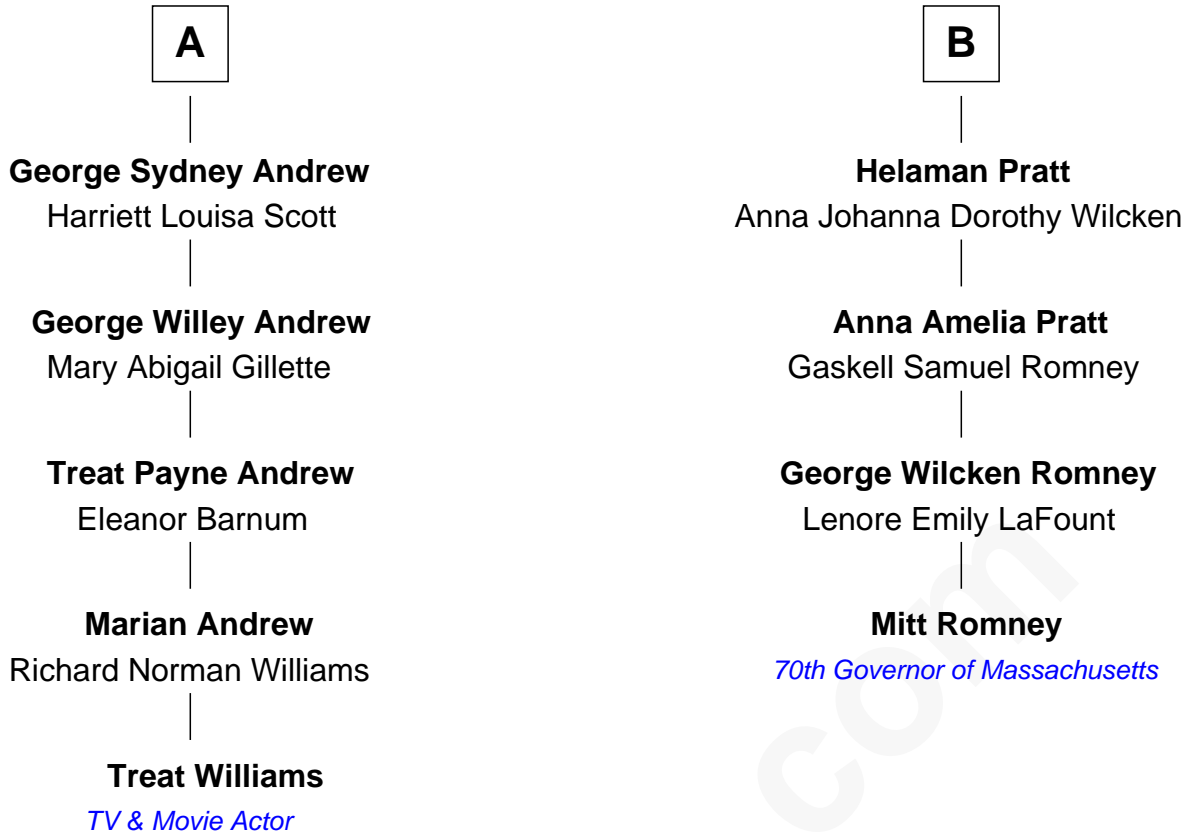 A
George Sydney Andrew
Harriett Louisa Scott
George Willey Andrew
Mary Abigail Gillette
Treat Payne Andrew
Eleanor Barnum
Marian Andrew
Richard Norman Williams
Treat Williams
TV & Movie Actor
B
Helaman Pratt
Anna Johanna Dorothy Wilcken
Anna Amelia Pratt
Gaskell Samuel Romney
George Wilcken Romney
Lenore Emily LaFount
Mitt Romney
70th Governor of Massachusetts
com